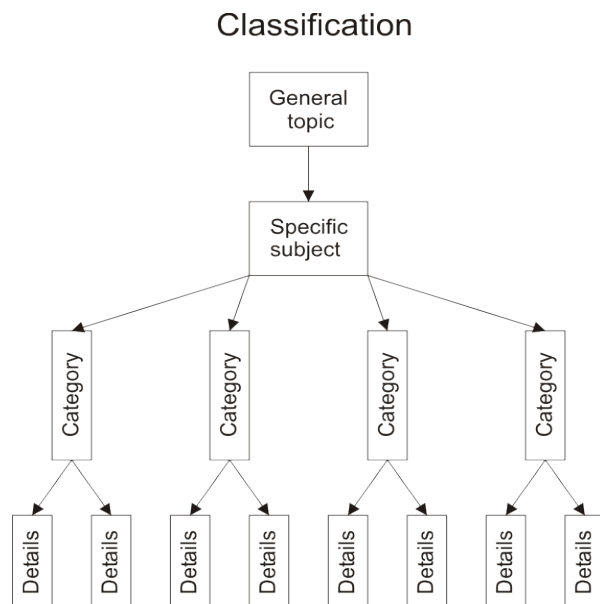 Classification
General
topic
Specific
subject
Category
Category
Category
Category
Details
Details
Details
Details
Details
Details
Details
Details